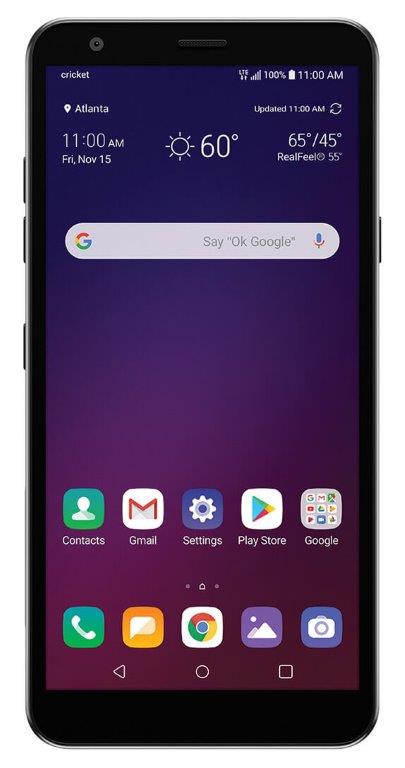 cricket LTE 100% 11:00 AM
Atlanta Updated 11:00 AM
11:00 AM 60° 65°/45°
Fri, Nov 15 RealFeel® 55°
G Say "Ok Google"
Contacts Gmail Settings Play Store Google